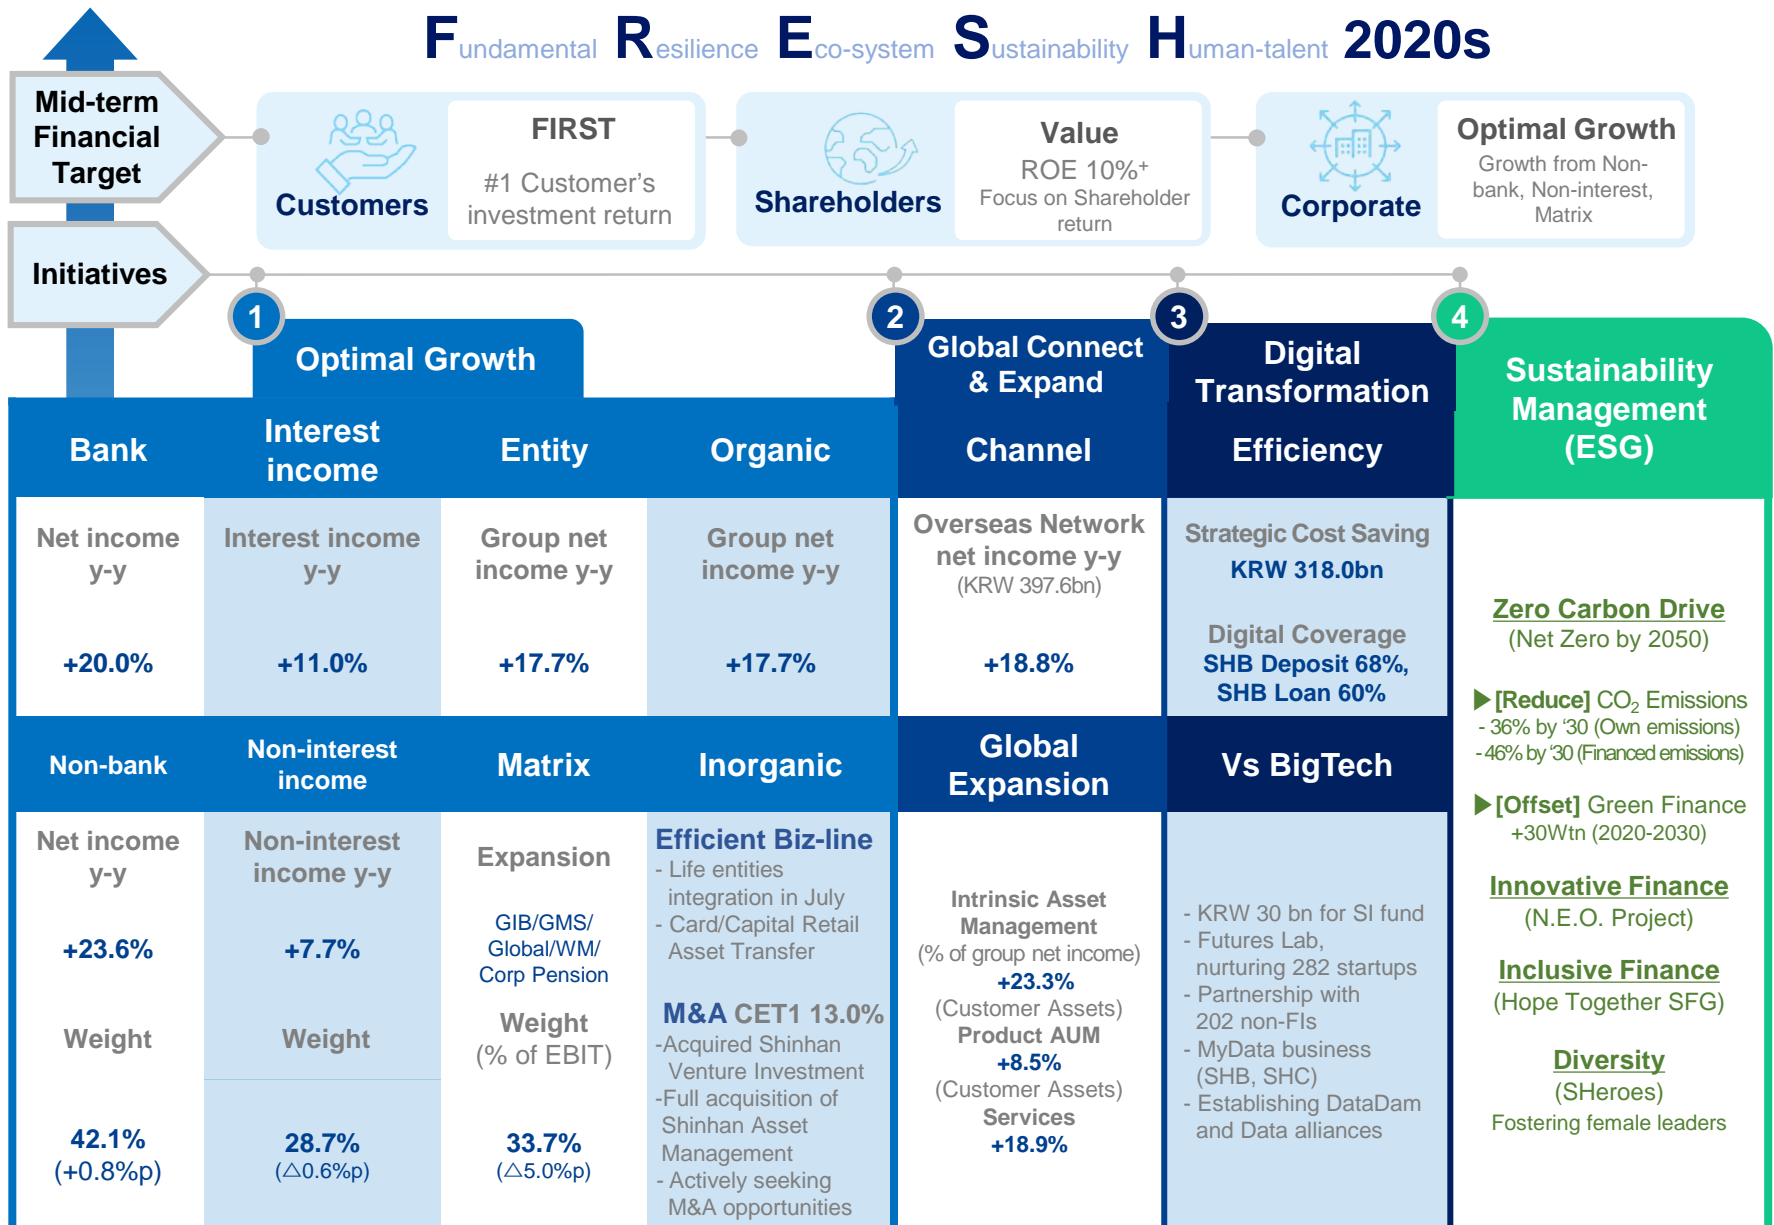 Fundamental Resilience Eco-system Sustainability Human-talent 2020s
Mid-term
Financial
Target
Customers
FIRST
#1 Customer's
investment return
Shareholders
Value
ROE 10%+
Focus on Shareholder
return
Corporate
Optimal Growth
Growth from Non-
bank, Non-interest,
Matrix
Initiatives
1
Optimal Growth
2
Global Connect
& Expand
3
Digital
Transformation
4
Sustainability
Management
(ESG)
Bank
Interest
income
Entity
Organic
Channel
Efficiency
Net income
y-y
+20.0%
Interest income
y-y
+11.0%
Group net
income y-y
+17.7%
Group net
income y-y
+17.7%
Overseas Network
net income y-y
(KRW 397.6bn)
+18.8%
Strategic Cost Saving
KRW 318.0bn
Digital Coverage
SHB Deposit 68%,
SHB Loan 60%
Non-bank
Non-interest
income
Matrix
Inorganic
Global
Expansion
Vs BigTech
Net income
y-y
+23.6%
Weight
42.1%
(+0.8%p)
Non-interest
income y-y
+7.7%
Weight
28.7%
(△0.6%p)
Expansion
GIB/GMS/
Global/WM/
Corp Pension
Weight
(% of EBIT)
33.7%
(△5.0%p)
Efficient Biz-line
- Life entities
integration in July
- Card/Capital Retail
Asset Transfer
M&A CET1 13.0%
-Acquired Shinhan
Venture Investment
-Full acquisition of
Shinhan Asset
Management
- Actively seeking
M&A opportunities
Intrinsic Asset
Management
(% of group net income)
+23.3%
(Customer Assets)
Product AUM
+8.5%
(Customer Assets)
Services
+18.9%
- KRW 30 bn for SI fund
- Futures Lab,
nurturing 282 startups
- Partnership with
202 non-FIs
- MyData business
(SHB, SHC)
- Establishing DataDam
and Data alliances
Zero Carbon Drive
(Net Zero by 2050)
▶[Reduce] CO₂ Emissions
- 36% by ‘30 (Own emissions)
- 46% by ‘30 (Financed emissions)
▶[Offset] Green Finance
+30Wtn (2020-2030)
Innovative Finance
(N.E.O. Project)
Inclusive Finance
(Hope Together SFG)
Diversity
(SHeroes)
Fostering female leaders